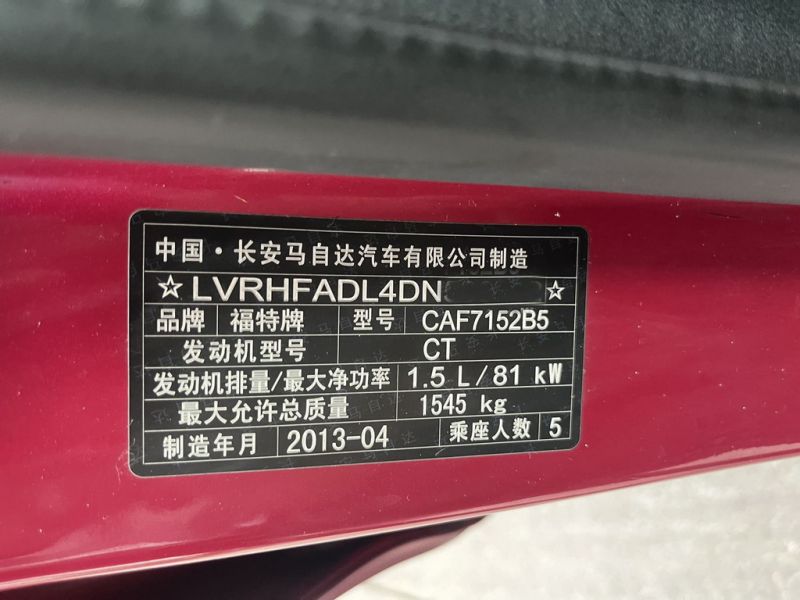 中国·长安马自达汽车有限公司制造
☆LVRHFADL4DN ☆
品牌 福特牌 型号 CAF7152B5
发动机型号 CT
发动机排量/最大净功率 1.5 L/81 kW
最大允许总质量 1545 kg
制造年月 2013-04 乘座人数 5